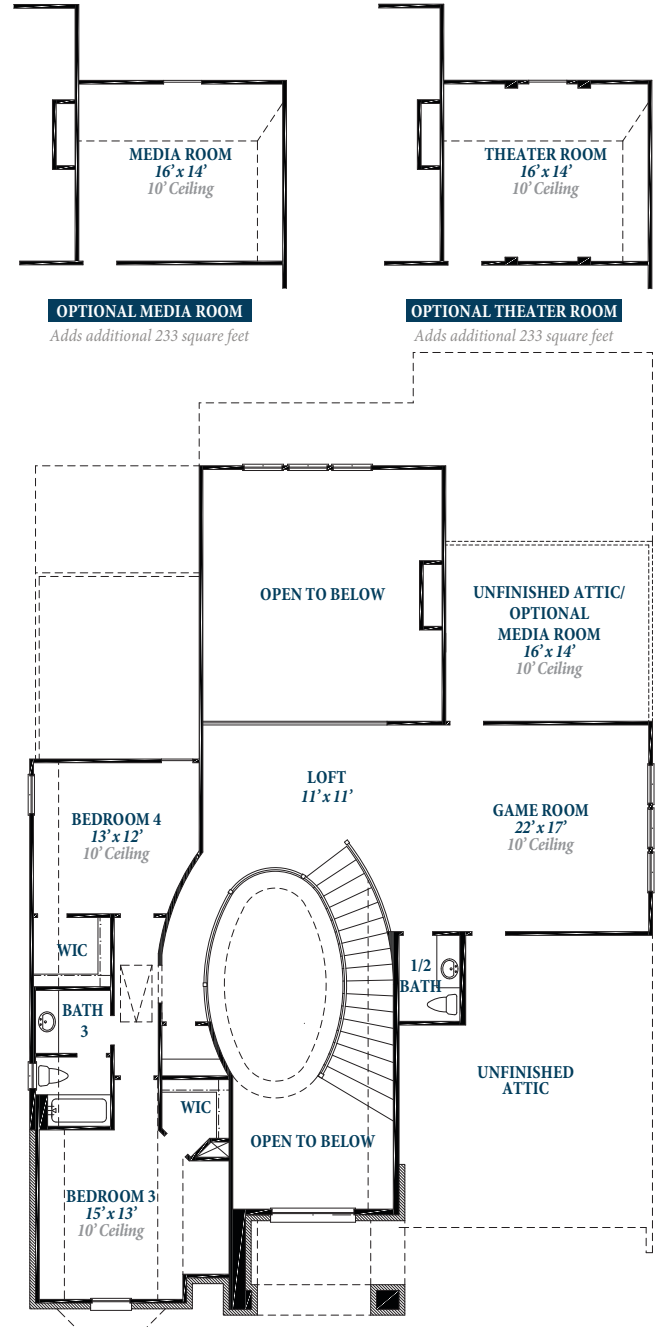 MEDIA ROOM
16’ x 14’
10’ Ceiling
OPTIONAL MEDIA ROOM
Adds additional 233 square feet
THEATER ROOM
16’ x 14’
10’ Ceiling
OPTIONAL THEATER ROOM
Adds additional 233 square feet
OPEN TO BELOW
UNFINISHED ATTIC/
OPTIONAL
MEDIA ROOM
16’ x 14’
10’ Ceiling
LOFT
11’ x 11’
GAME ROOM
22’ x 17’
10’ Ceiling
BEDROOM 4
13’ x 12’
10’ Ceiling
WIC
1/2
BATH
BATH
3
UNFINISHED
ATTIC
WIC
OPEN TO BELOW
BEDROOM 3
15’ x 13’
10’ Ceiling